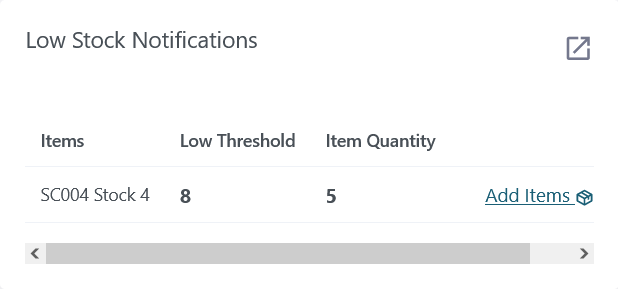 Low Stock Notifications
Items Low Threshold Item Quantity
SC004 Stock 4 8 5 Add Items